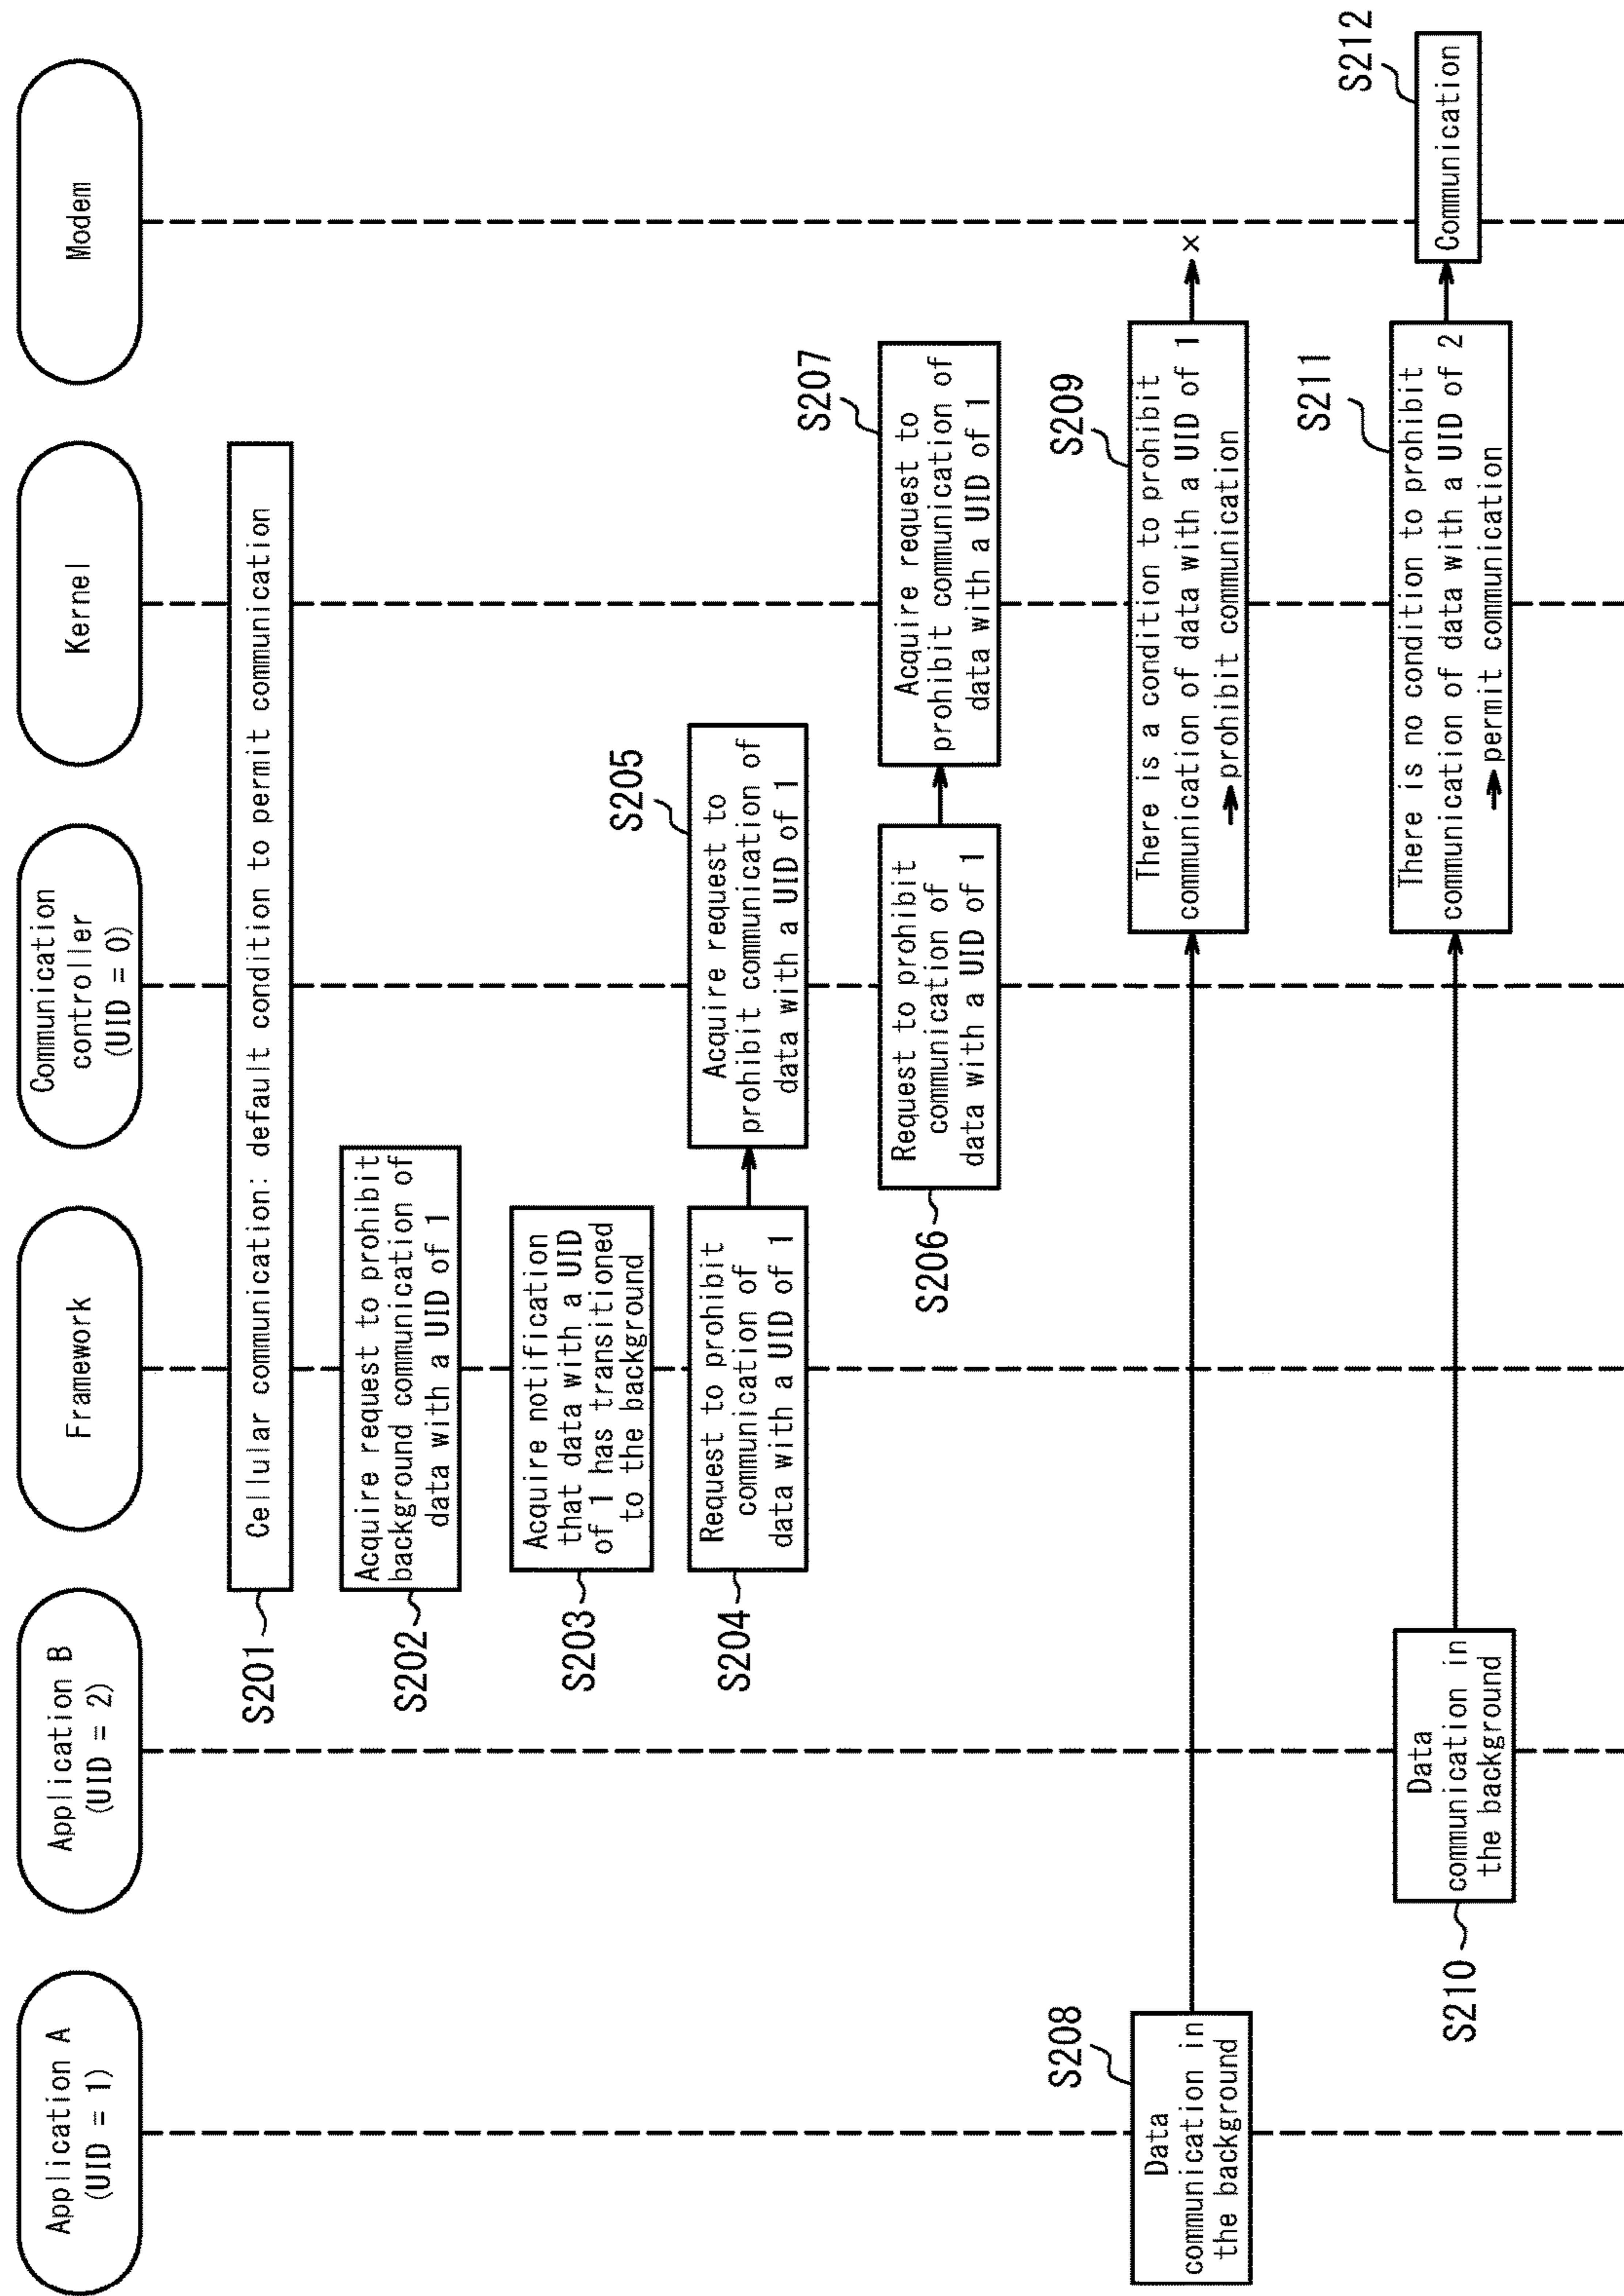 Application A
(UID = 1)
Application B
(UID = 2)
Framework
Communication
controller
(UID = 0)
Kernel
Modem
S201
Cellular communication: default condition to permit communication
S202
Acquire request to prohibit
background communication of
data with a UID of 1
S203
Acquire notification
that data with a UID
of 1 has transitioned
to the background
S204
Request to prohibit
communication of
data with a UID of 1
S205
Acquire request to
prohibit communication of
data with a UID of 1
S206
Request to prohibit
communication of
data with a UID of 1
S207
Acquire request to
prohibit communication of
data with a UID of 1
S208
Data
communication in
the background
S209
There is a condition to prohibit
communication of data with a UID of 1
→ prohibit communication
×
S210
Data
communication in
the background
S211
There is no condition to prohibit
communication of data with a UID of 2
→ permit communication
S212
Communication